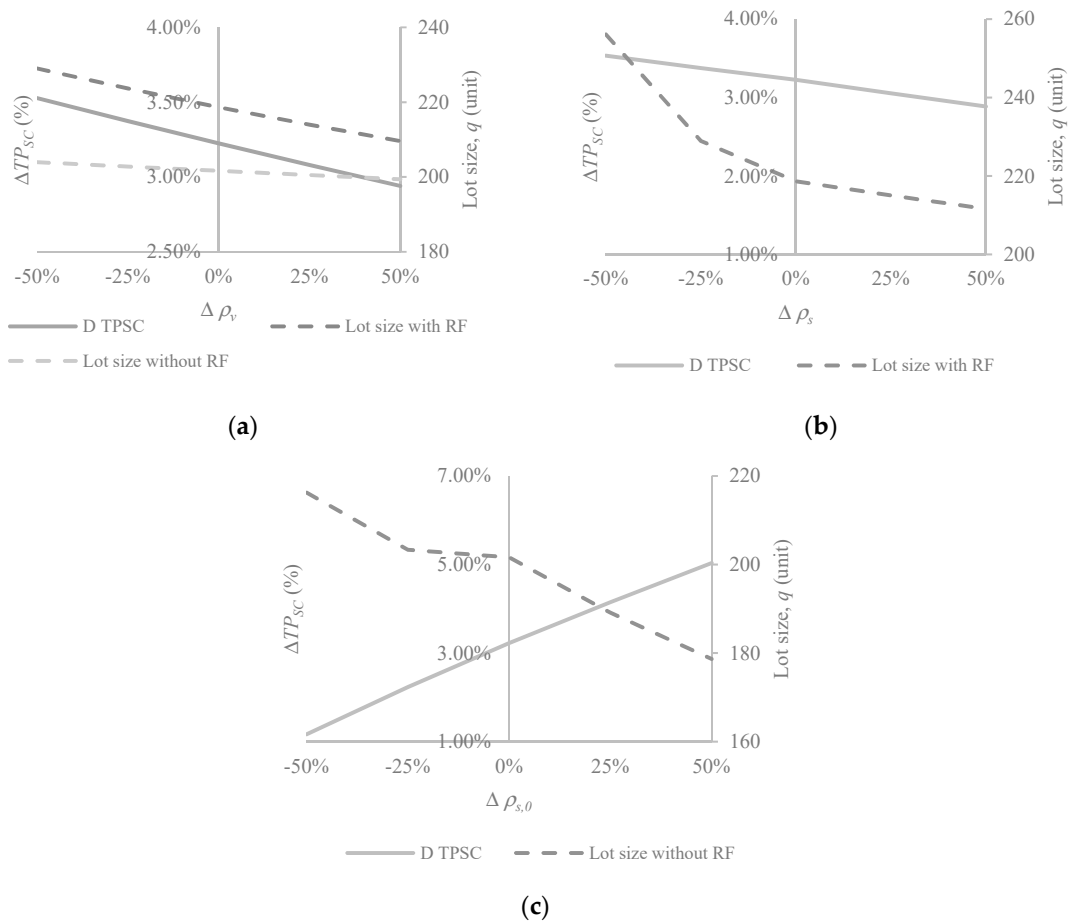 4.00%
240
3.50%
220
3.00%
200
2.50%
180
-50%
-25%
0%
25%
50%
ΔTP_SC (%)
Lot size, q (unit)
Δ ρ_v
D TPSC
Lot size with RF
Lot size without RF
(a)
4.00%
260
240
3.00%
220
2.00%
1.00%
200
-50%
-25%
0%
25%
50%
ΔTP_SC (%)
Lot size, q (unit)
Δ ρ_s
D TPSC
Lot size with RF
(b)
7.00%
220
5.00%
200
3.00%
180
1.00%
160
-50%
-25%
0%
25%
50%
ΔTP_SC (%)
Lot size, q (unit)
Δ ρ_s,0
D TPSC
Lot size without RF
(c)